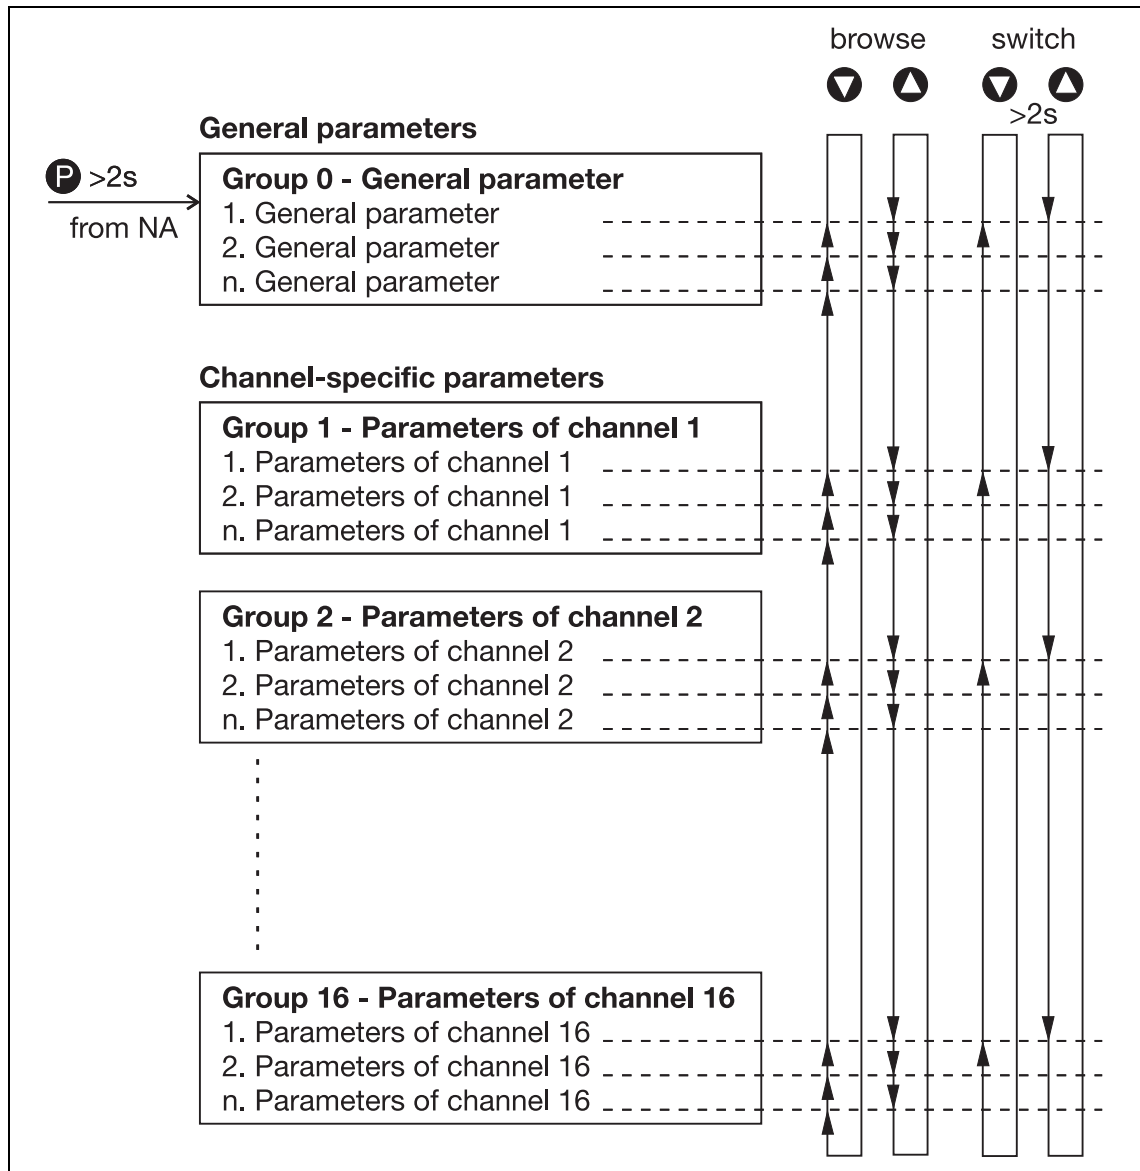 browse switch
>2s
General parameters
P >2s
from NA
Group 0 - General parameter
1. General parameter
2. General parameter
n. General parameter
Channel-specific parameters
Group 1 - Parameters of channel 1
1. Parameters of channel 1
2. Parameters of channel 1
n. Parameters of channel 1
Group 2 - Parameters of channel 2
1. Parameters of channel 2
2. Parameters of channel 2
n. Parameters of channel 2
Group 16 - Parameters of channel 16
1. Parameters of channel 16
2. Parameters of channel 16
n. Parameters of channel 16